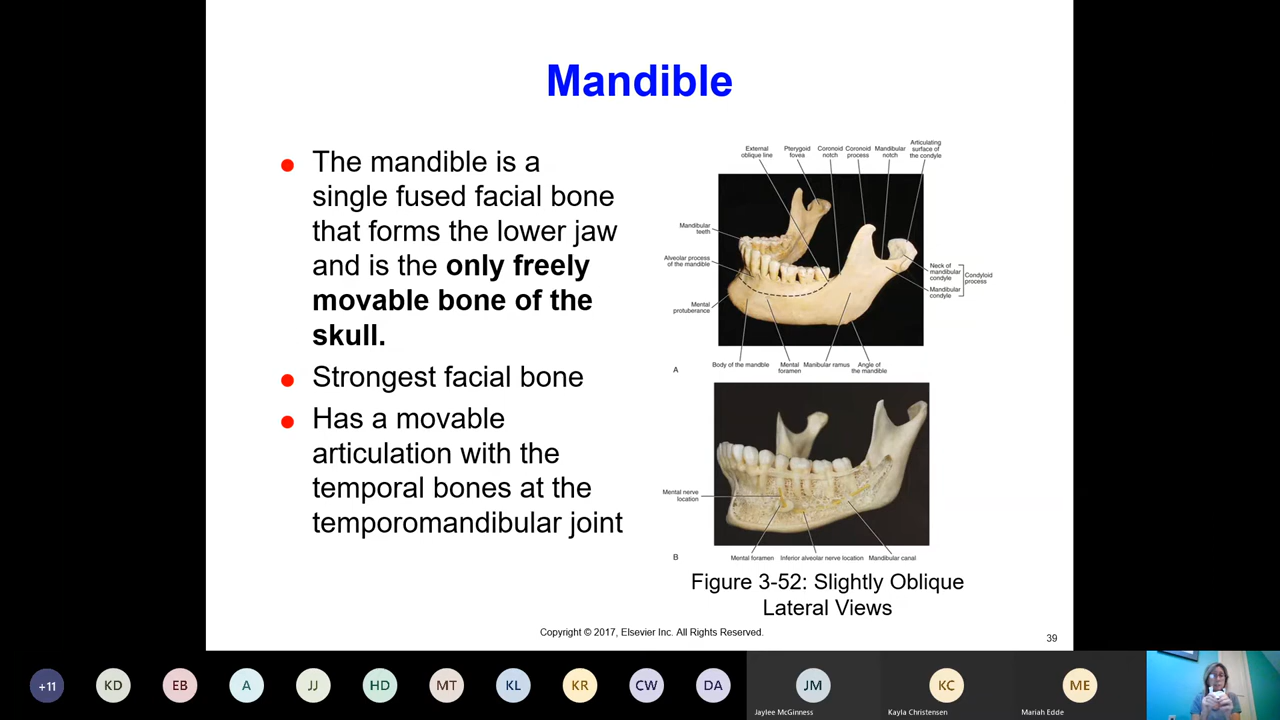 Mandible
The mandible is a
single fused facial bone
that forms the lower jaw
and is the only freely
movable bone of the
skull.
Strongest facial bone
Has a movable
articulation with the
temporal bones at the
temporomandibular joint
External
oblique line
Pterygoid
fovea
Coronoid
notch
Coronoid
process
Mandibular
notch
Articulating
surface of
the condyle
Mandibular
teeth
Alveolar process
of the mandible
Mental
protuberance
Neck of
mandibular
condyle
Mandibular
condyle
Condyloid
process
Body of the mandble
Mental
foramen
Manibular ramus
Angle of
the mandible
A
Mental nerve
location
Mental foramen
Inferior alveolar nerve location
Mandibular canal
B
Figure 3-52: Slightly Oblique
Lateral Views
Copyright © 2017, Elsevier Inc. All Rights Reserved.
39
+11
KD
EB
A
JJ
HD
MT
KL
KR
CW
DA
JM
Jaylee McGinness
KC
Kayla Christensen
ME
Mariah Edde